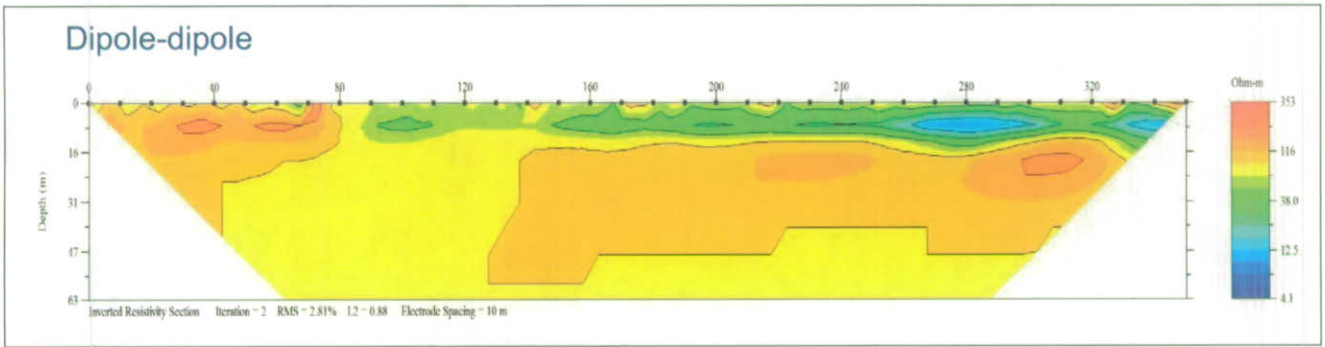 Dipole-dipole
0 40 80 120 160 200 240 280 320
Ohm-m
Depth (m)
0
16
31
47
63
353
116
38.0
12.5
4.1
Inverted Resistivity Section Iteration = 2 RMS = 2.81% L2 = 0.88 Electrode Spacing = 10 m